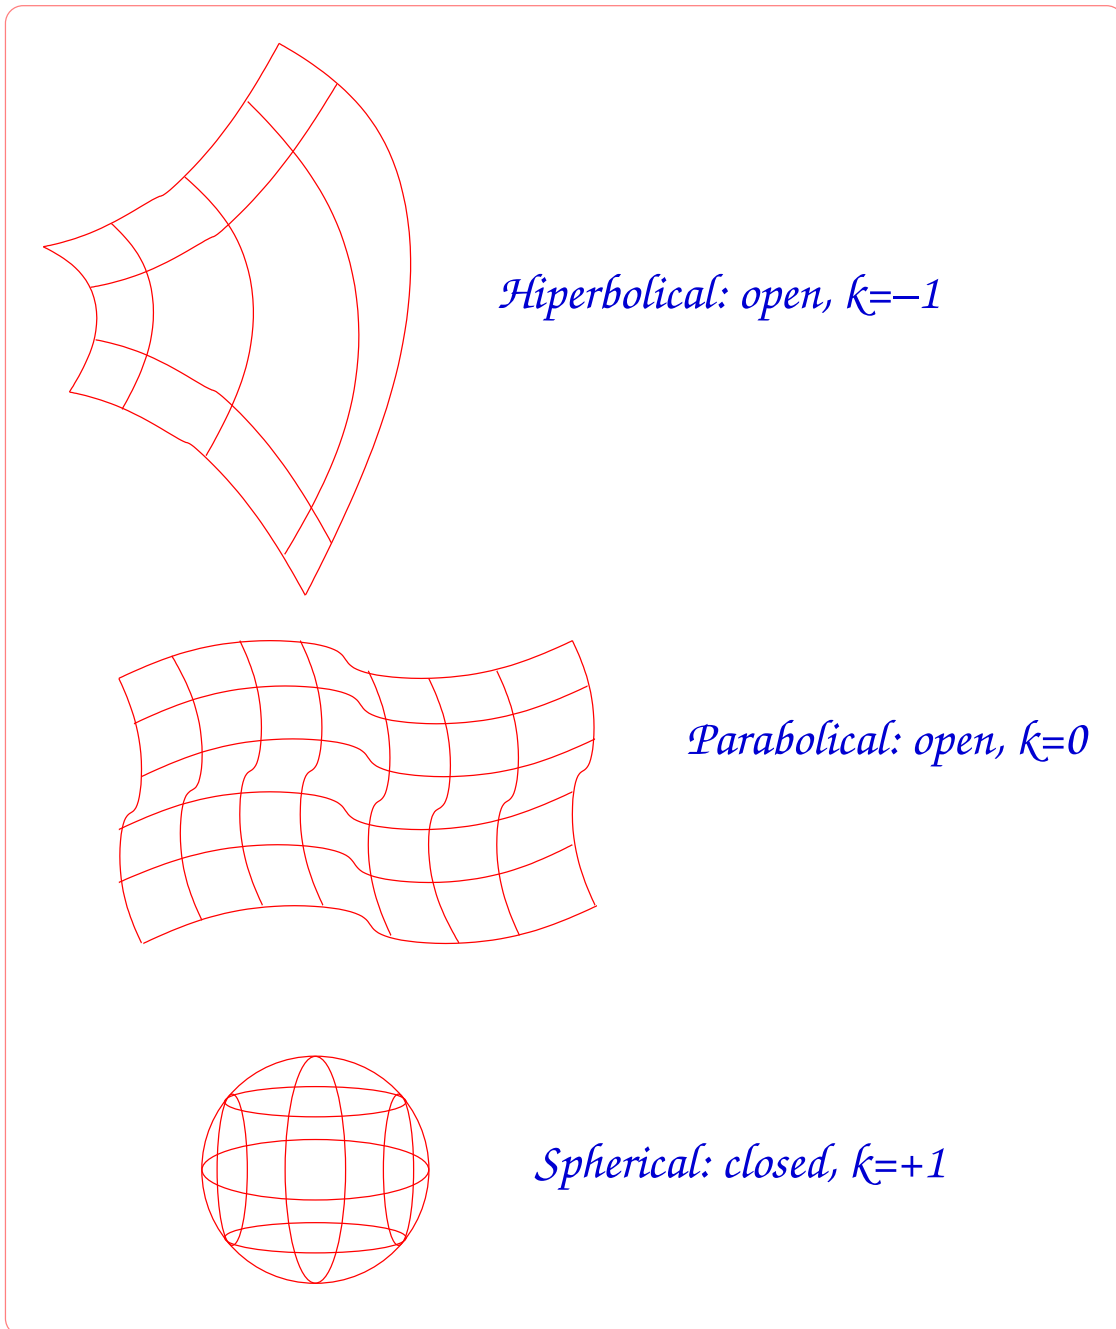 Hiperbolical: open, k=–1
Parabolical: open, k=0
Spherical: closed, k=+1